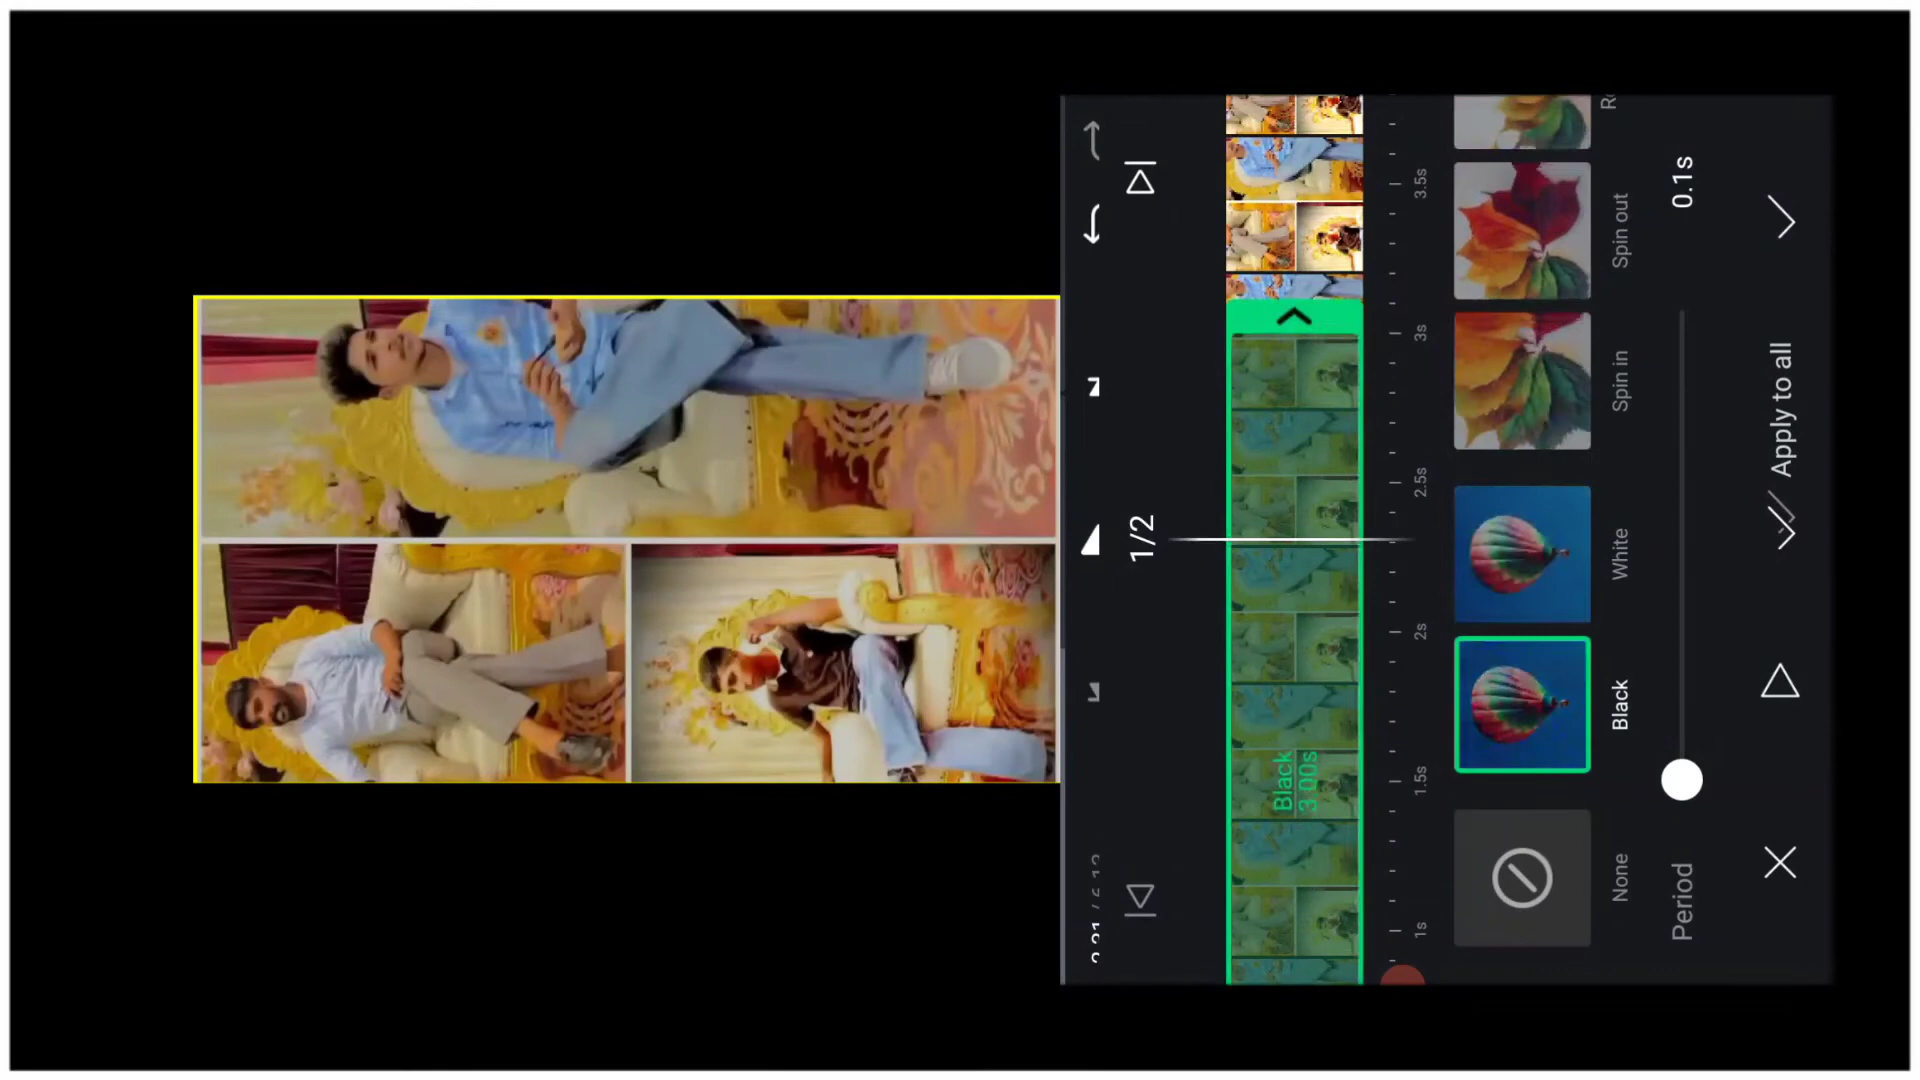 1/2
Black
3.00s
1s
1.5s
2s
2.5s
3s
3.5s
None
Black
White
Spin in
Spin out
Period
0.1s
Apply to all